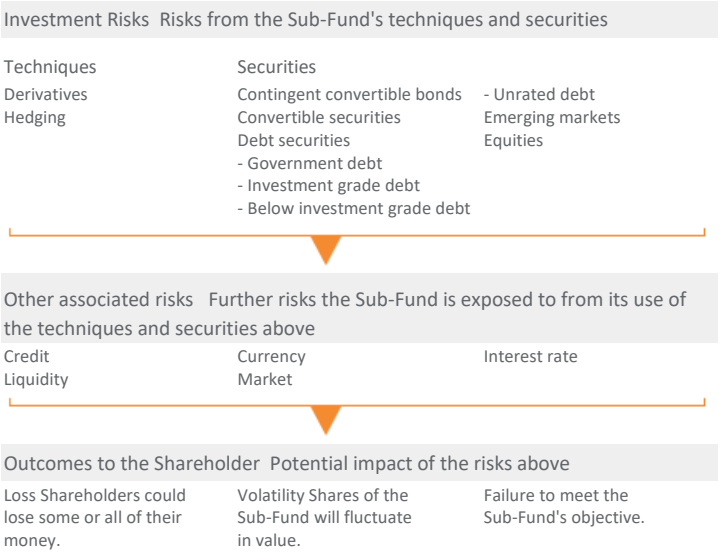 Investment Risks Risks from the Sub-Fund's techniques and securities
Techniques
Derivatives
Hedging
Securities
Contingent convertible bonds
Convertible securities
Debt securities
- Government debt
- Investment grade debt
- Below investment grade debt
- Unrated debt
Emerging markets
Equities
Other associated risks Further risks the Sub-Fund is exposed to from its use of
the techniques and securities above
Credit
Liquidity
Currency
Market
Interest rate
Outcomes to the Shareholder Potential impact of the risks above
Loss Shareholders could
lose some or all of their
money.
Volatility Shares of the
Sub-Fund will fluctuate
in value.
Failure to meet the
Sub-Fund's objective.